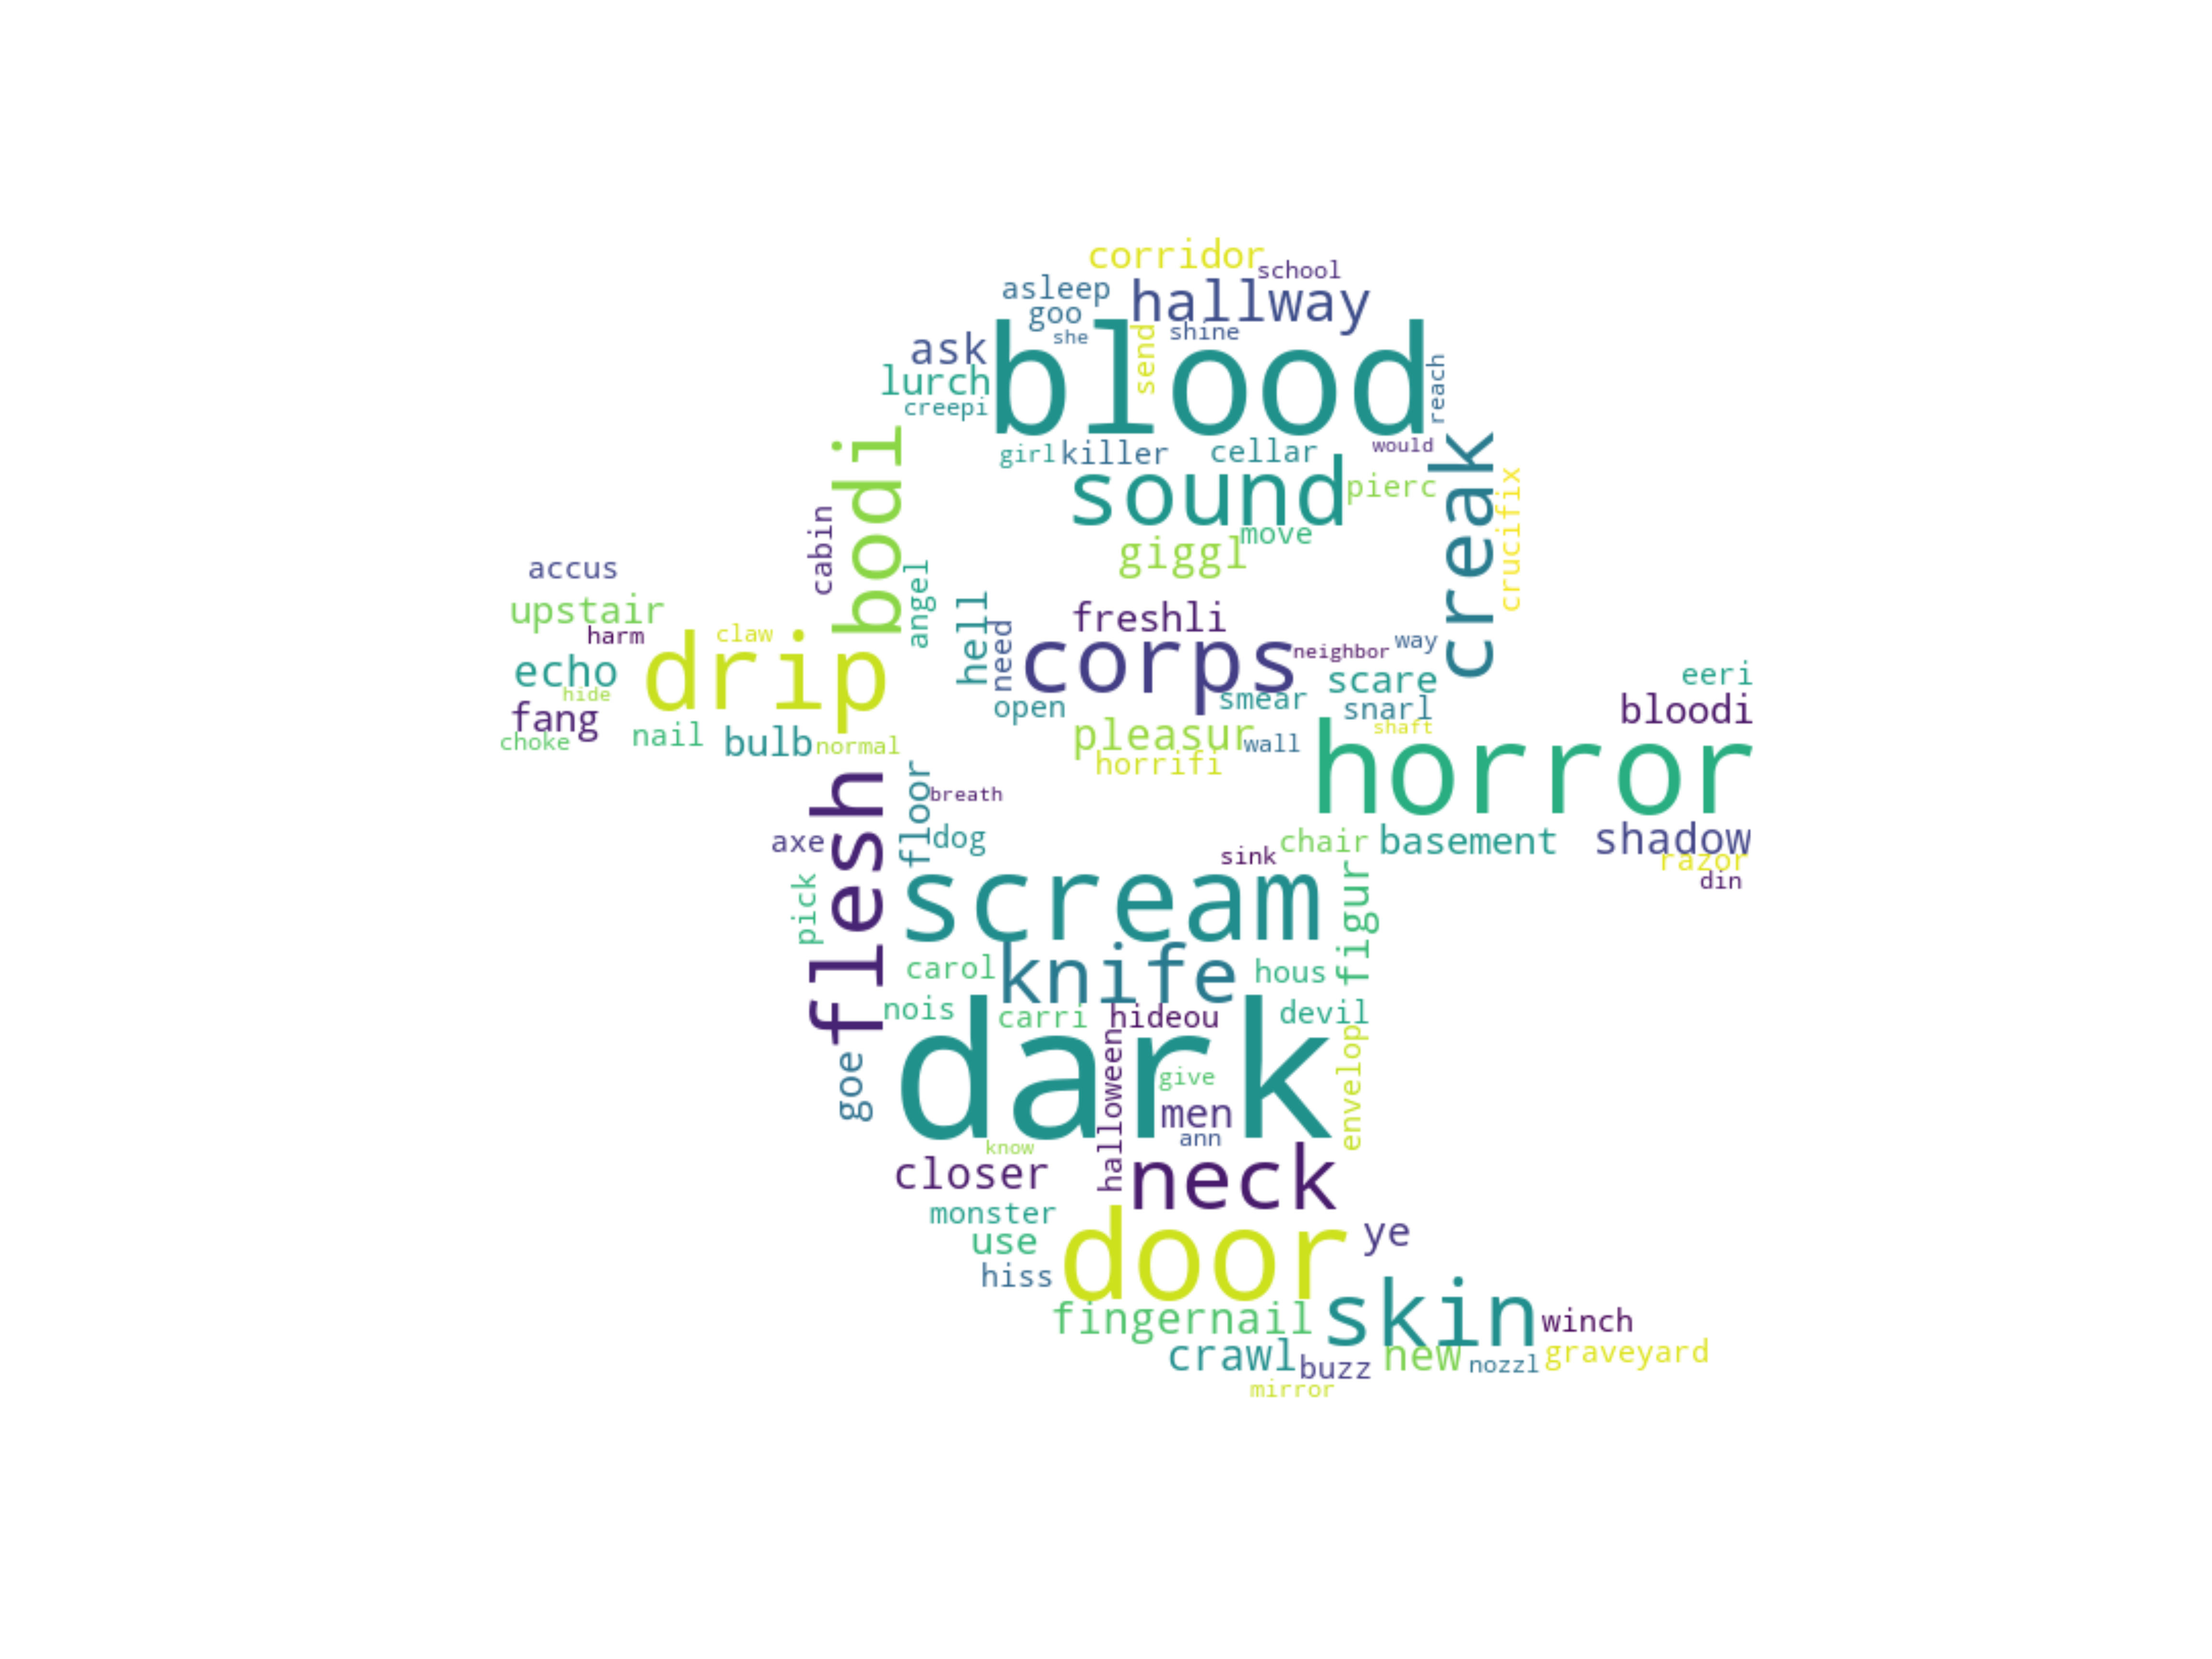 corridor
school
asleep
hallway
goo
she
send
shine
ask
blood
lurch
reach
creepi
bodi
girl
killer
cellar
would
creak
sound
pierc
crucifix
cabin
move
giggl
accus
angel
hell
upstair
freshli
need
harm
claw
drip
corps
neighbor
way
echo
scare
eeri
hide
smear
open
snarl
bloodi
fang
nail
bulb
normal
choke
pleasur
wall
shaft
horror
horrifi
flesh
floor
breath
axe
dog
chair
basement
shadow
sink
razor
din
pick
scream
figur
carol
knife
hous
nois
carri
hideou
devil
halloween
envelop
dark
goe
give
men
ann
know
closer
neck
monster
use
door
ye
hiss
fingernail
skin
winch
crawl
buzz
new
nozzl
graveyard
mirror